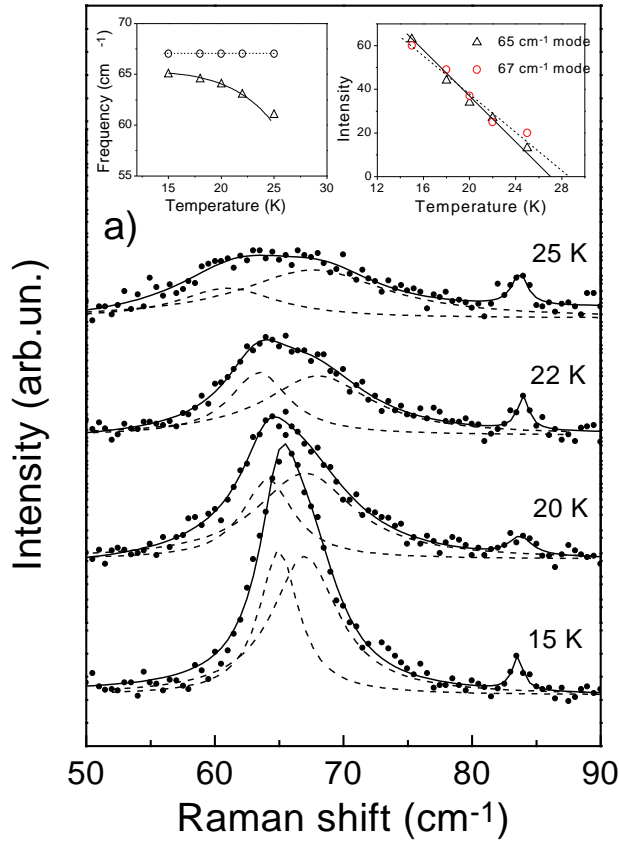 Frequency (cm⁻¹)
70
65
60
55
15 20 25 30
Temperature (K)
Intensity
60
40
20
0
12 16 20 24 28
Temperature (K)
65 cm⁻¹ mode
67 cm⁻¹ mode
a)
25 K
22 K
20 K
15 K
Intensity (arb.un.)
50 60 70 80 90
Raman shift (cm⁻¹)